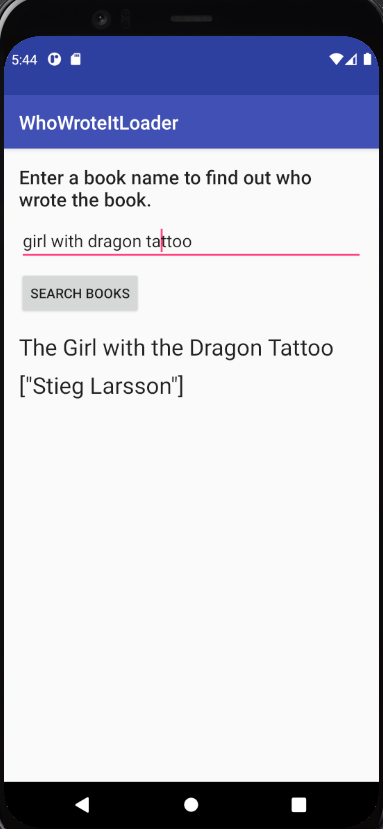 5:44
WhoWroteItLoader
Enter a book name to find out who
wrote the book.
girl with dragon tattoo
SEARCH BOOKS
The Girl with the Dragon Tattoo
["Stieg Larsson"]